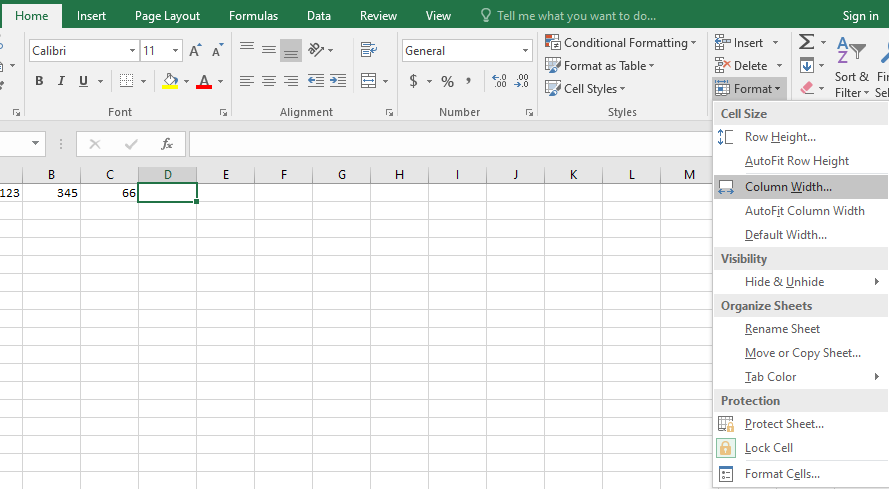 Home Insert Page Layout Formulas Data Review View Tell me what you want to do... Sign in
Calibri 11 General Conditional Formatting Insert
Format as Table Delete
B I U A $ % , Cell Styles Format Sort & Filter
Font Alignment Number Styles
fx
B C D E F G H I J K L M
123 345 66
Cell Size
Row Height...
AutoFit Row Height
Column Width...
AutoFit Column Width
Default Width...
Visibility
Hide & Unhide
Organize Sheets
Rename Sheet
Move or Copy Sheet...
Tab Color
Protection
Protect Sheet...
Lock Cell
Format Cells...